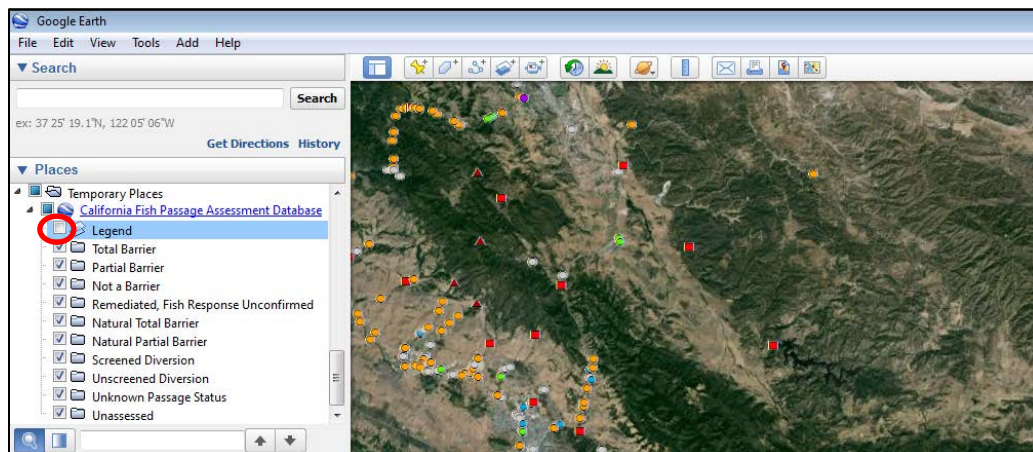 Google Earth
File Edit View Tools Add Help
▼ Search
Search
ex: 37 25' 19.1"N, 122 05' 06"W
Get Directions History
▼ Places
Temporary Places
California Fish Passage Assessment Database
Legend
Total Barrier
Partial Barrier
Not a Barrier
Remediated, Fish Response Unconfirmed
Natural Total Barrier
Natural Partial Barrier
Screened Diversion
Unscreened Diversion
Unknown Passage Status
Unassessed